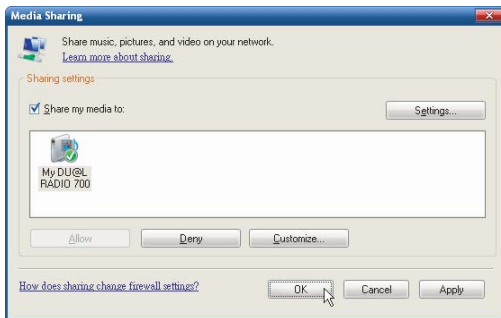 Media Sharing
Share music, pictures, and video on your network.
Learn more about sharing.
Sharing settings
Share my media to:
Settings...
My DU@L
RADIO 700
Allow
Deny
Customize...
How does sharing change firewall settings?
OK
Cancel
Apply